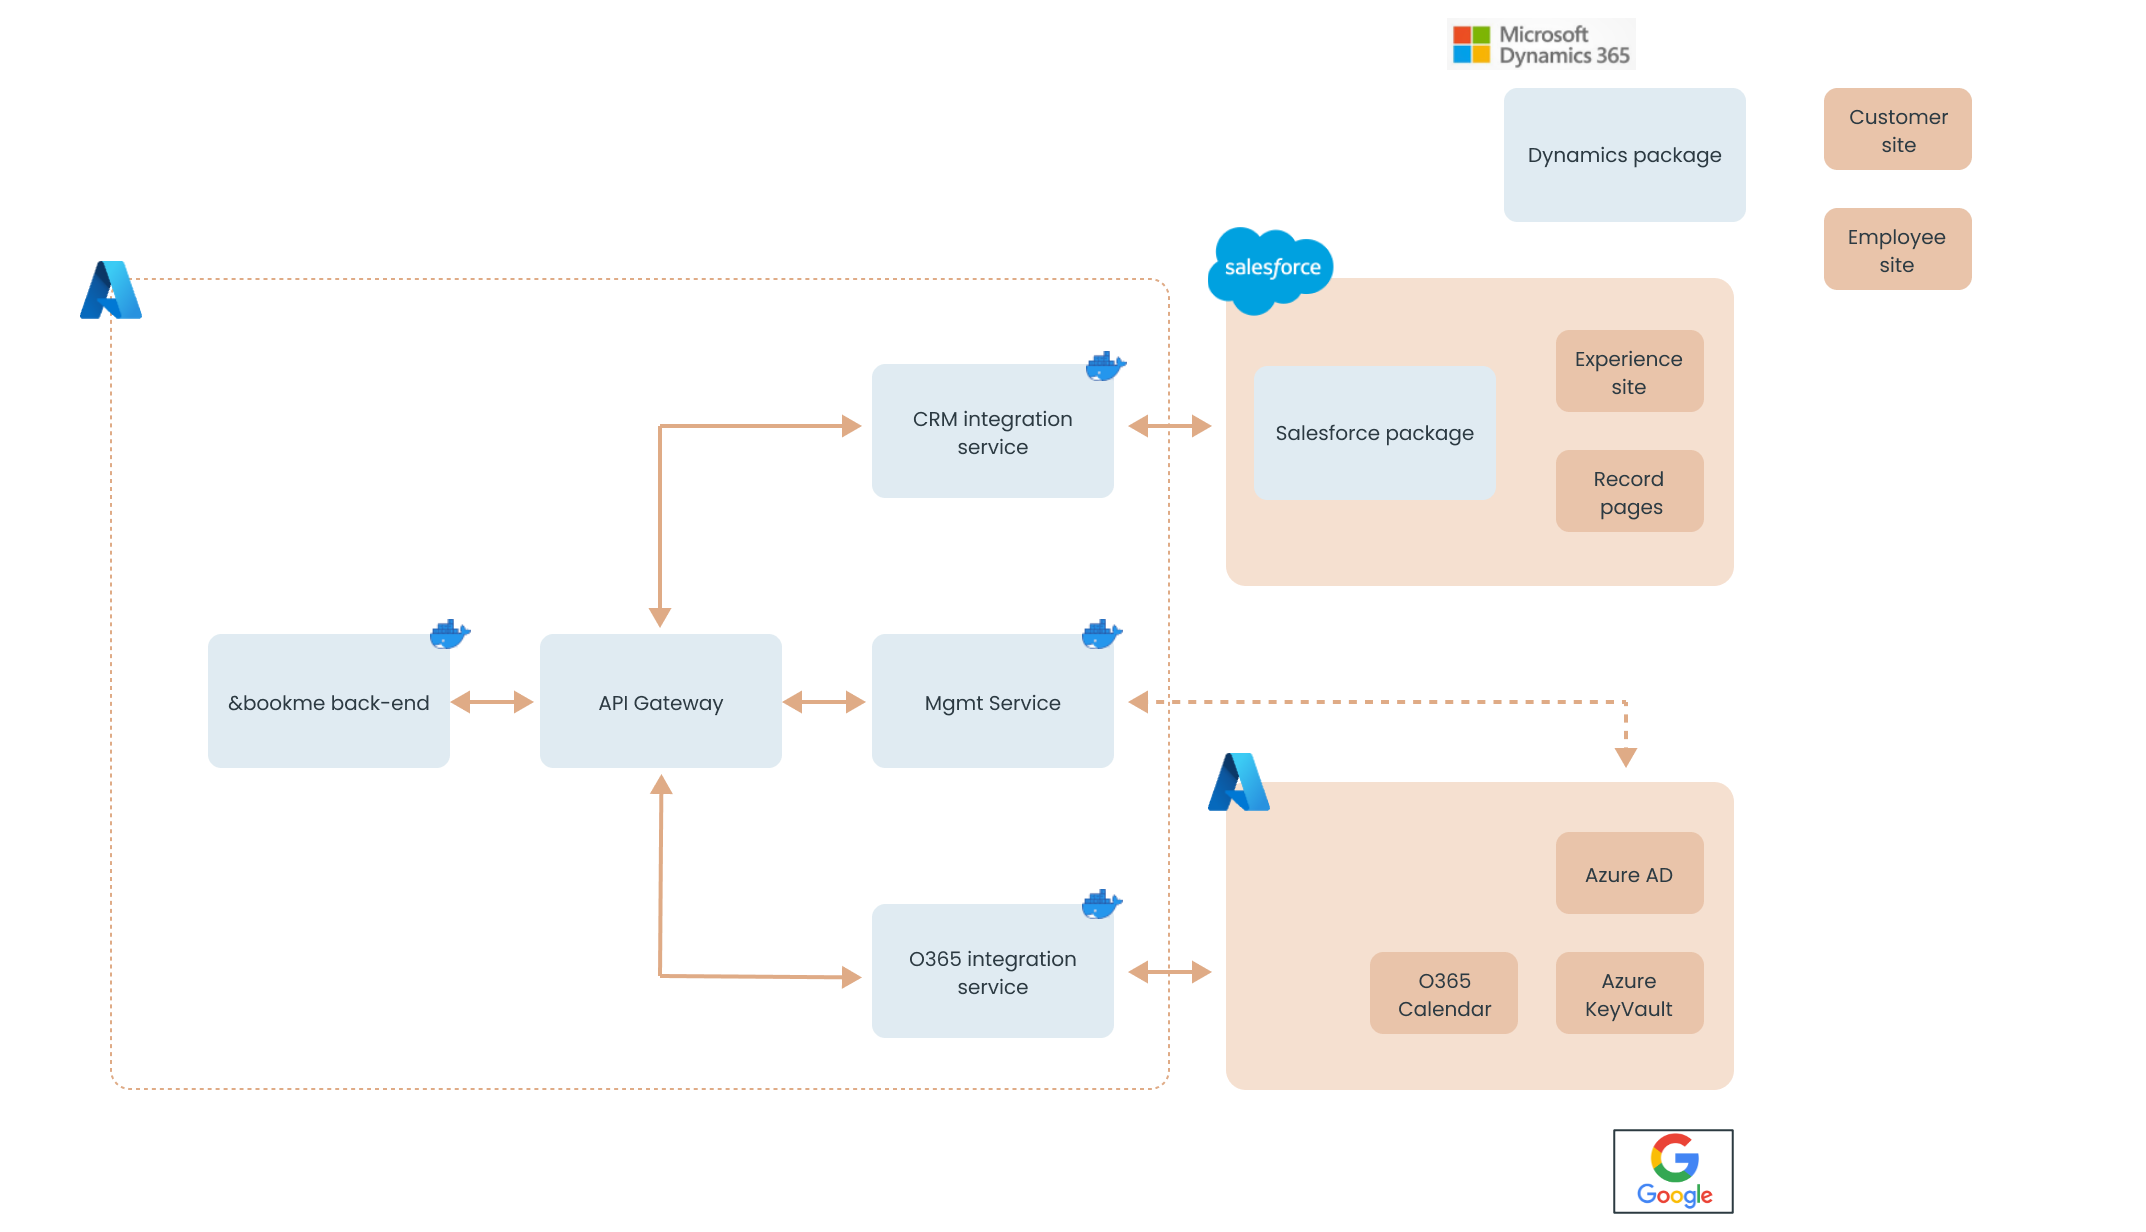 Microsoft
Dynamics 365
Dynamics package
Customer
site
Employee
site
salesforce
Experience
site
CRM integration
service
Salesforce package
Record
pages
&bookme back-end
API Gateway
Mgmt Service
Azure AD
O365 integration
service
O365
Calendar
Azure
KeyVault
Google